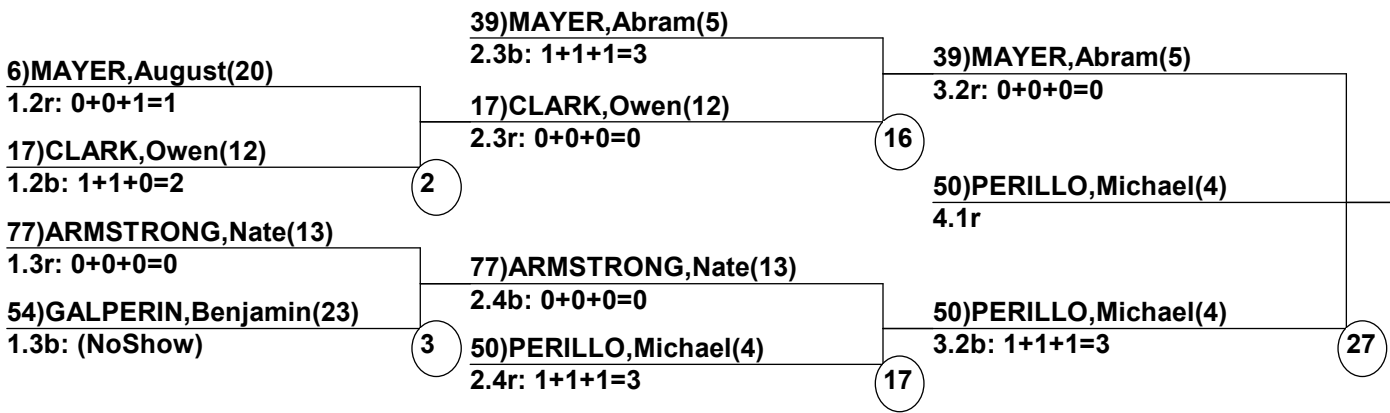 6)MAYER,August(20)
1.2r: 0+0+1=1
17)CLARK,Owen(12)
1.2b: 1+1+0=2
2
77)ARMSTRONG,Nate(13)
1.3r: 0+0+0=0
54)GALPERIN,Benjamin(23)
1.3b: (NoShow)
3
39)MAYER,Abram(5)
2.3b: 1+1+1=3
17)CLARK,Owen(12)
2.3r: 0+0+0=0
16
77)ARMSTRONG,Nate(13)
2.4b: 0+0+0=0
50)PERILLO,Michael(4)
2.4r: 1+1+1=3
17
39)MAYER,Abram(5)
3.2r: 0+0+0=0
50)PERILLO,Michael(4)
4.1r
50)PERILLO,Michael(4)
3.2b: 1+1+1=3
27